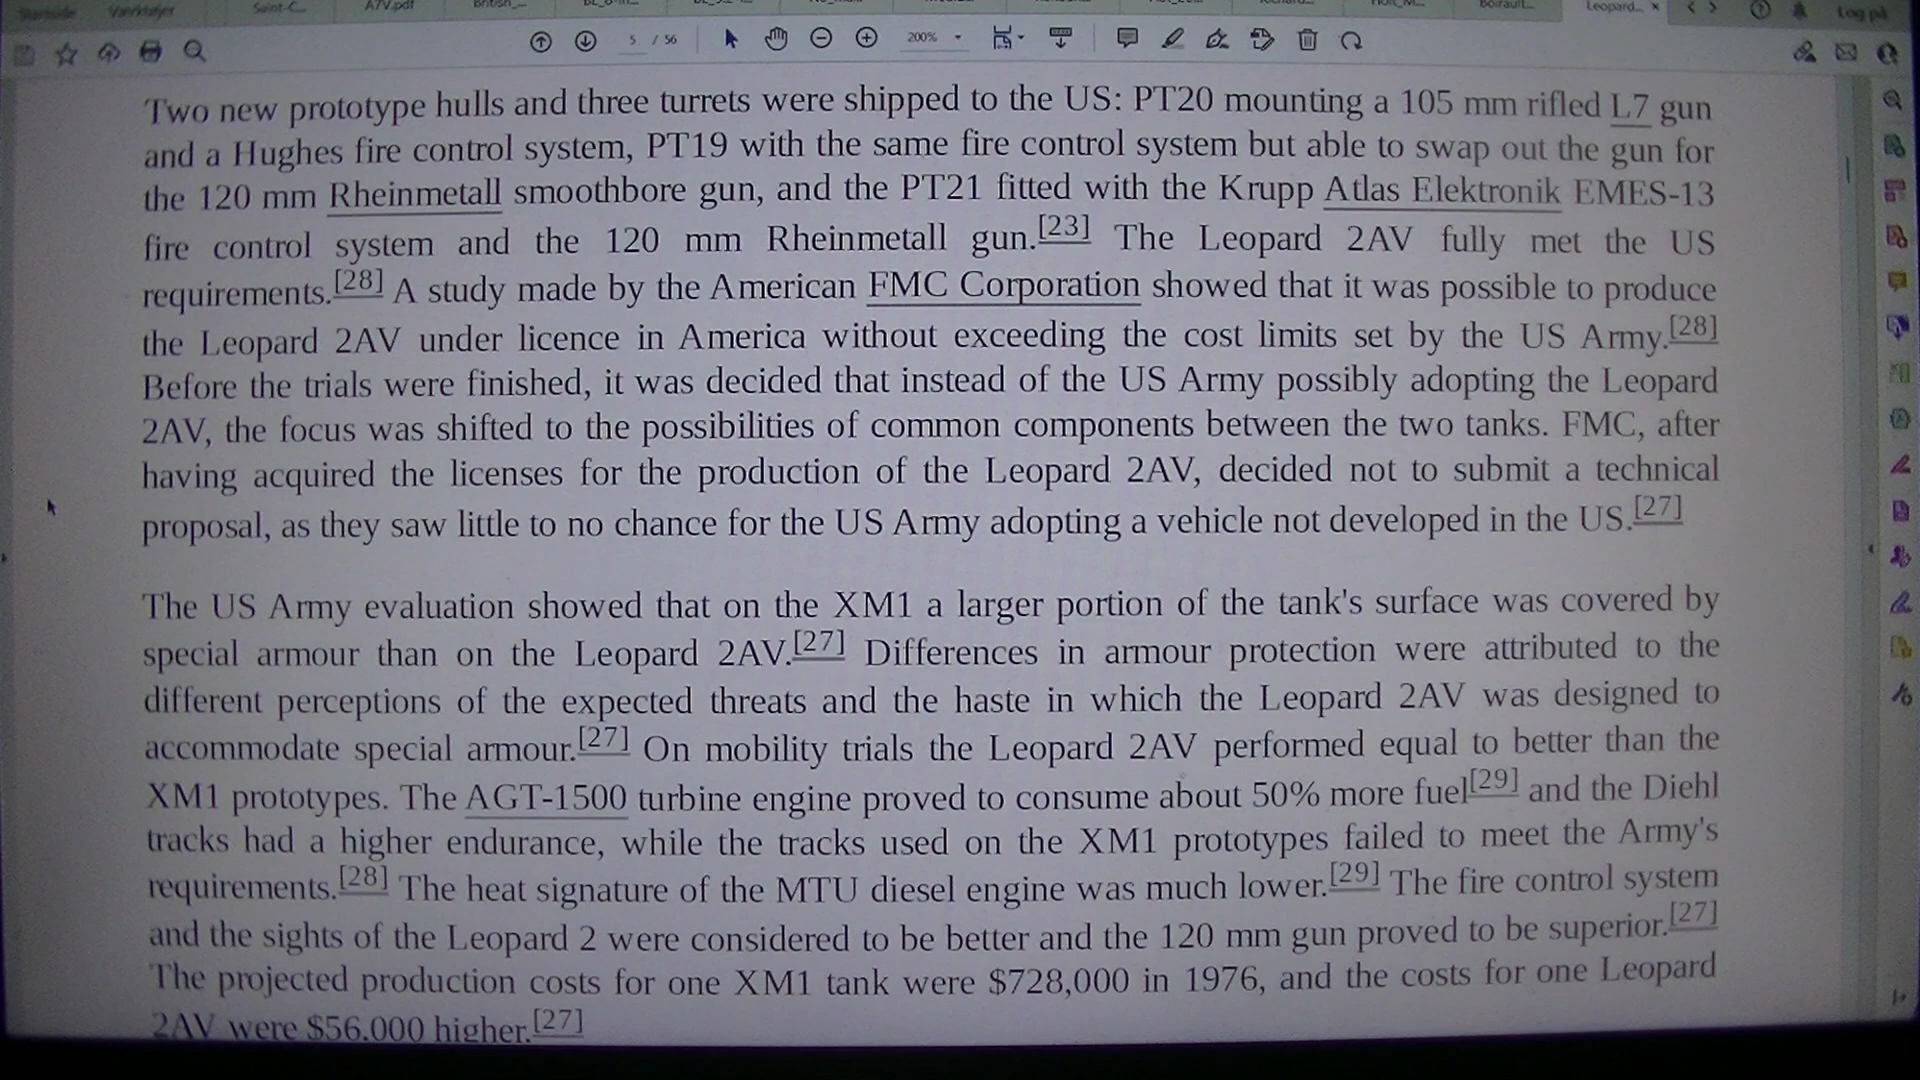 Startside Værktøjer Saint-C... A7V.pdf British_... Leopard... × Log på
5 / 56 200%
Two new prototype hulls and three turrets were shipped to the US: PT20 mounting a 105 mm rifled L7 gun
and a Hughes fire control system, PT19 with the same fire control system but able to swap out the gun for
the 120 mm Rheinmetall smoothbore gun, and the PT21 fitted with the Krupp Atlas Elektronik EMES-13
fire control system and the 120 mm Rheinmetall gun.[23] The Leopard 2AV fully met the US
requirements.[28] A study made by the American FMC Corporation showed that it was possible to produce
the Leopard 2AV under licence in America without exceeding the cost limits set by the US Army.[28]
Before the trials were finished, it was decided that instead of the US Army possibly adopting the Leopard
2AV, the focus was shifted to the possibilities of common components between the two tanks. FMC, after
having acquired the licenses for the production of the Leopard 2AV, decided not to submit a technical
proposal, as they saw little to no chance for the US Army adopting a vehicle not developed in the US.[27]
The US Army evaluation showed that on the XM1 a larger portion of the tank's surface was covered by
special armour than on the Leopard 2AV.[27] Differences in armour protection were attributed to the
different perceptions of the expected threats and the haste in which the Leopard 2AV was designed to
accommodate special armour.[27] On mobility trials the Leopard 2AV performed equal to better than the
XM1 prototypes. The AGT-1500 turbine engine proved to consume about 50% more fuel[29] and the Diehl
tracks had a higher endurance, while the tracks used on the XM1 prototypes failed to meet the Army's
requirements.[28] The heat signature of the MTU diesel engine was much lower.[29] The fire control system
and the sights of the Leopard 2 were considered to be better and the 120 mm gun proved to be superior.[27]
The projected production costs for one XM1 tank were $728,000 in 1976, and the costs for one Leopard
2AV were $56,000 higher.[27]